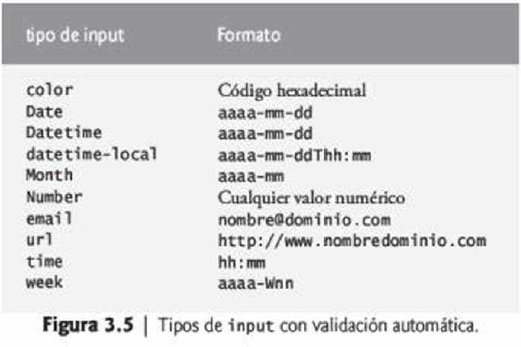 tipo de input Formato
color Código hexadecimal
Date aaaa-mm-dd
Datetime aaaa-mm-dd
datetime-local aaaa-mm-ddThh:mm
Month aaaa-mm
Number Cualquier valor numérico
email nombre@dominio.com
url http://www.nombredominio.com
time hh:mm
week aaaa-Wnn
Figura 3.5 | Tipos de input con validación automática.